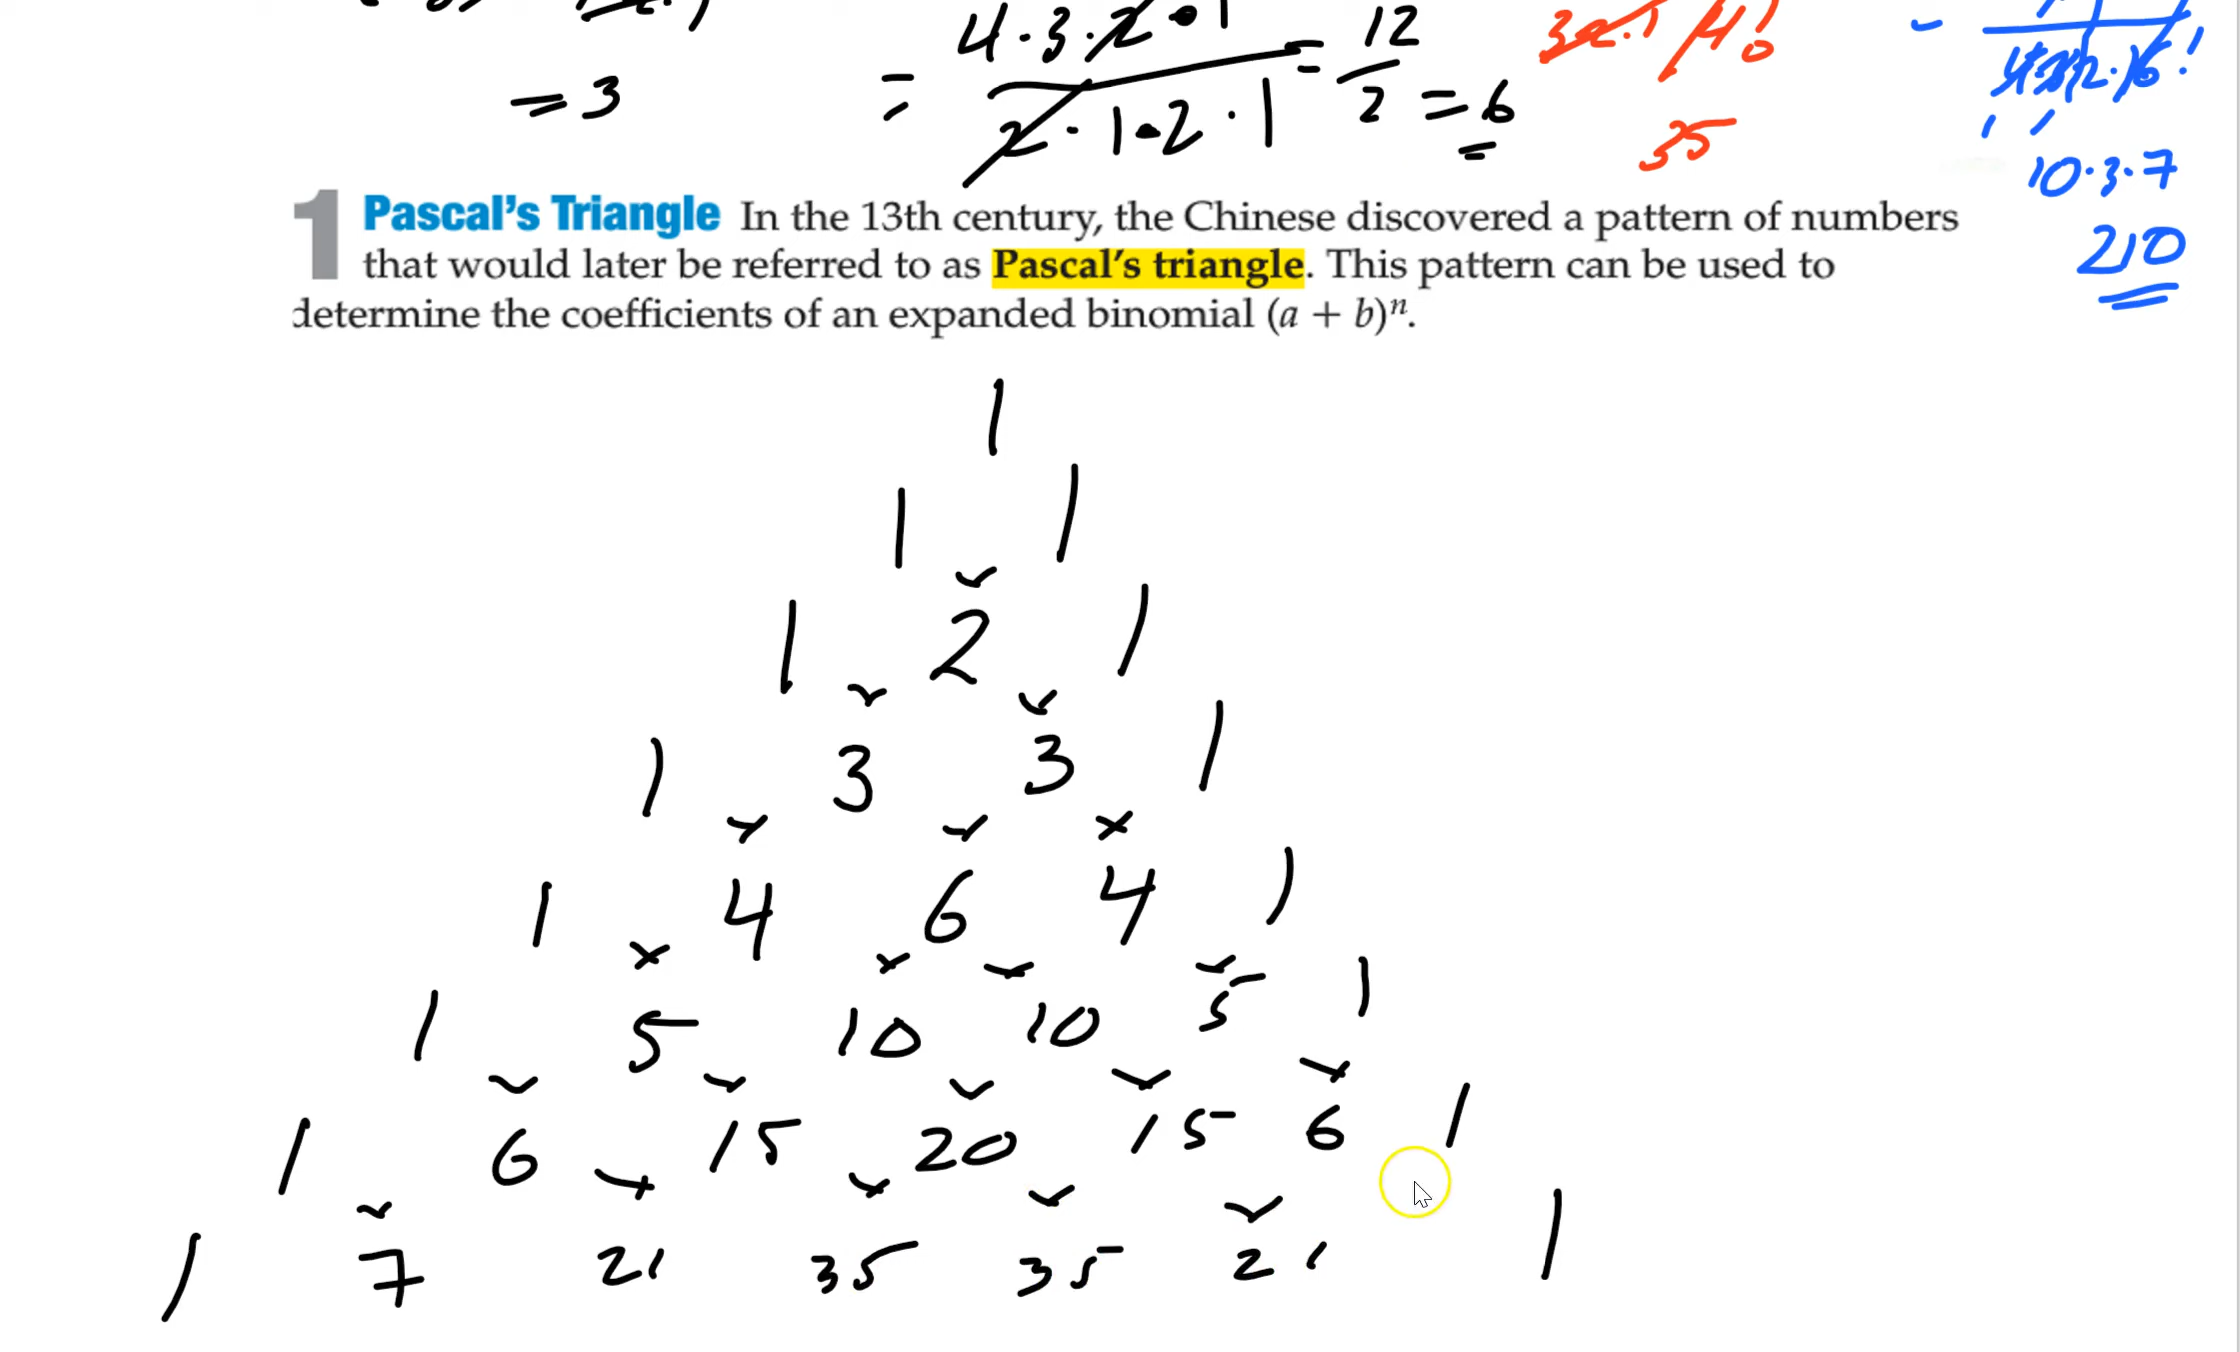 4·3·2·1 12 32·1 4!
= 3 = = = 6
2·1·2·1 2 35
10·3·7
210
1 Pascal's Triangle In the 13th century, the Chinese discovered a pattern of numbers
that would later be referred to as Pascal's triangle. This pattern can be used to
determine the coefficients of an expanded binomial (a + b)ⁿ.
1
1 1
1 2 1
1 3 3 1
1 4 6 4 1
1 5 10 10 5 1
1 6 15 20 15 6 1
1 7 21 35 35 21 1